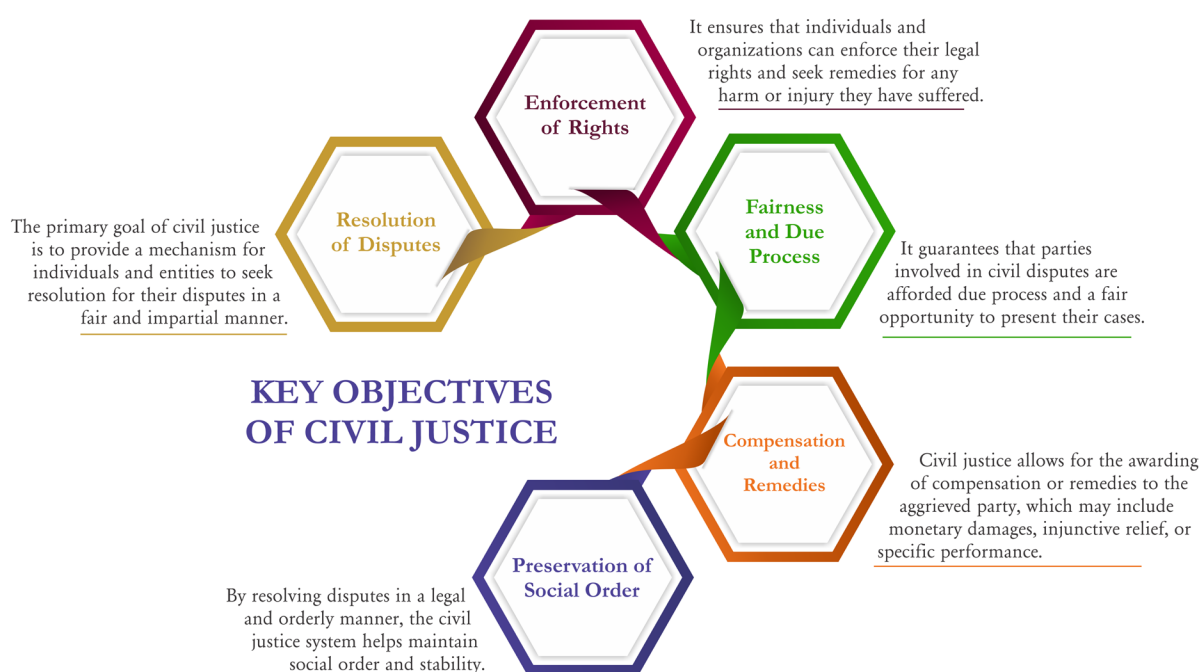 KEY OBJECTIVES
OF CIVIL JUSTICE
Resolution
of Disputes
The primary goal of civil justice
is to provide a mechanism for
individuals and entities to seek
resolution for their disputes in a
fair and impartial manner.
Enforcement
of Rights
It ensures that individuals and
organizations can enforce their legal
rights and seek remedies for any
harm or injury they have suffered.
Fairness
and Due
Process
It guarantees that parties
involved in civil disputes are
afforded due process and a fair
opportunity to present their cases.
Compensation
and
Remedies
Civil justice allows for the awarding
of compensation or remedies to the
aggrieved party, which may include
monetary damages, injunctive relief, or
specific performance.
Preservation of
Social Order
By resolving disputes in a legal
and orderly manner, the civil
justice system helps maintain
social order and stability.